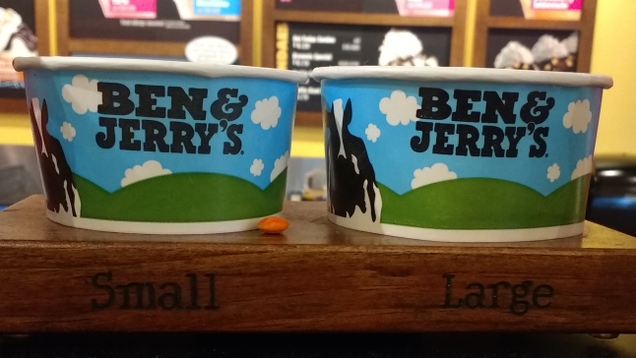 BEN &
JERRY'S.
BEN &
JERRY'S.
Small
Large